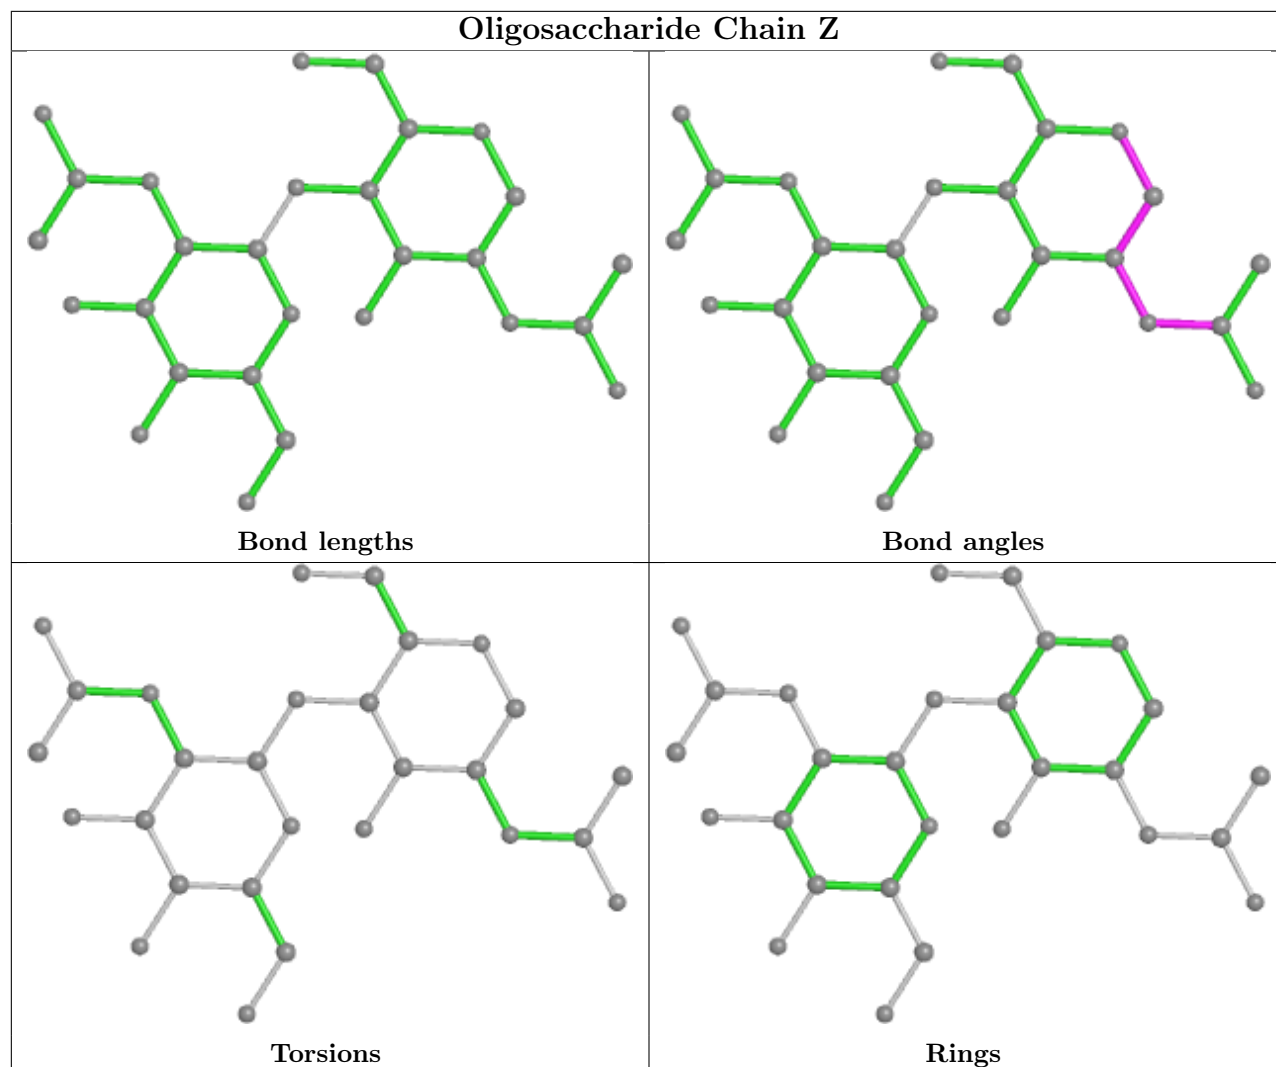 Oligosaccharide Chain Z
Bond lengths
Bond angles
Torsions
Rings